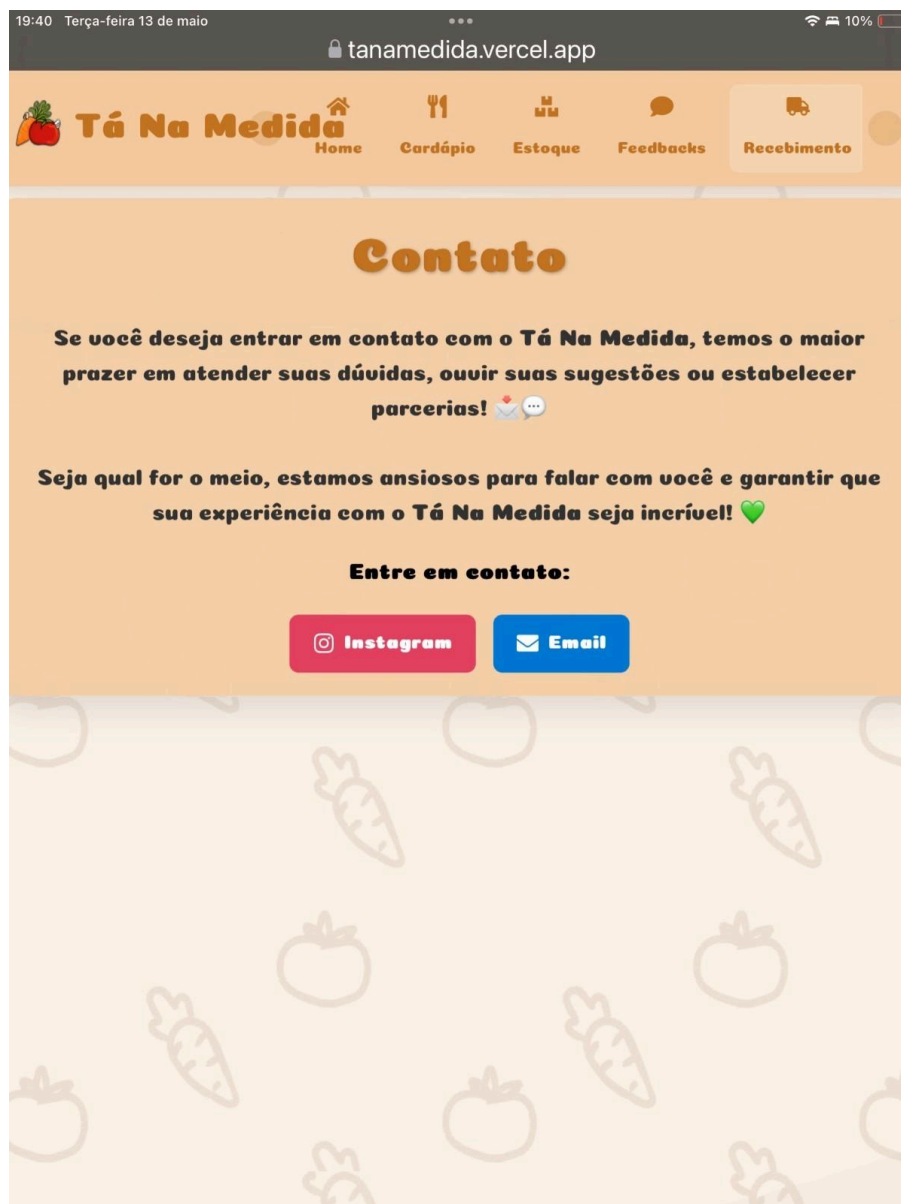 19:40 Terça-feira 13 de maio
10%
tanamedida.vercel.app
Tá Na Medida
Home Cardápio Estoque Feedbacks Recebimento
Contato
Se você deseja entrar em contato com o Tá Na Medida, temos o maior
prazer em atender suas dúvidas, ouvir suas sugestões ou estabelecer
parcerias! 📩💬
Seja qual for o meio, estamos ansiosos para falar com você e garantir que
sua experiência com o Tá Na Medida seja incrível! 💚
Entre em contato:
Instagram Email